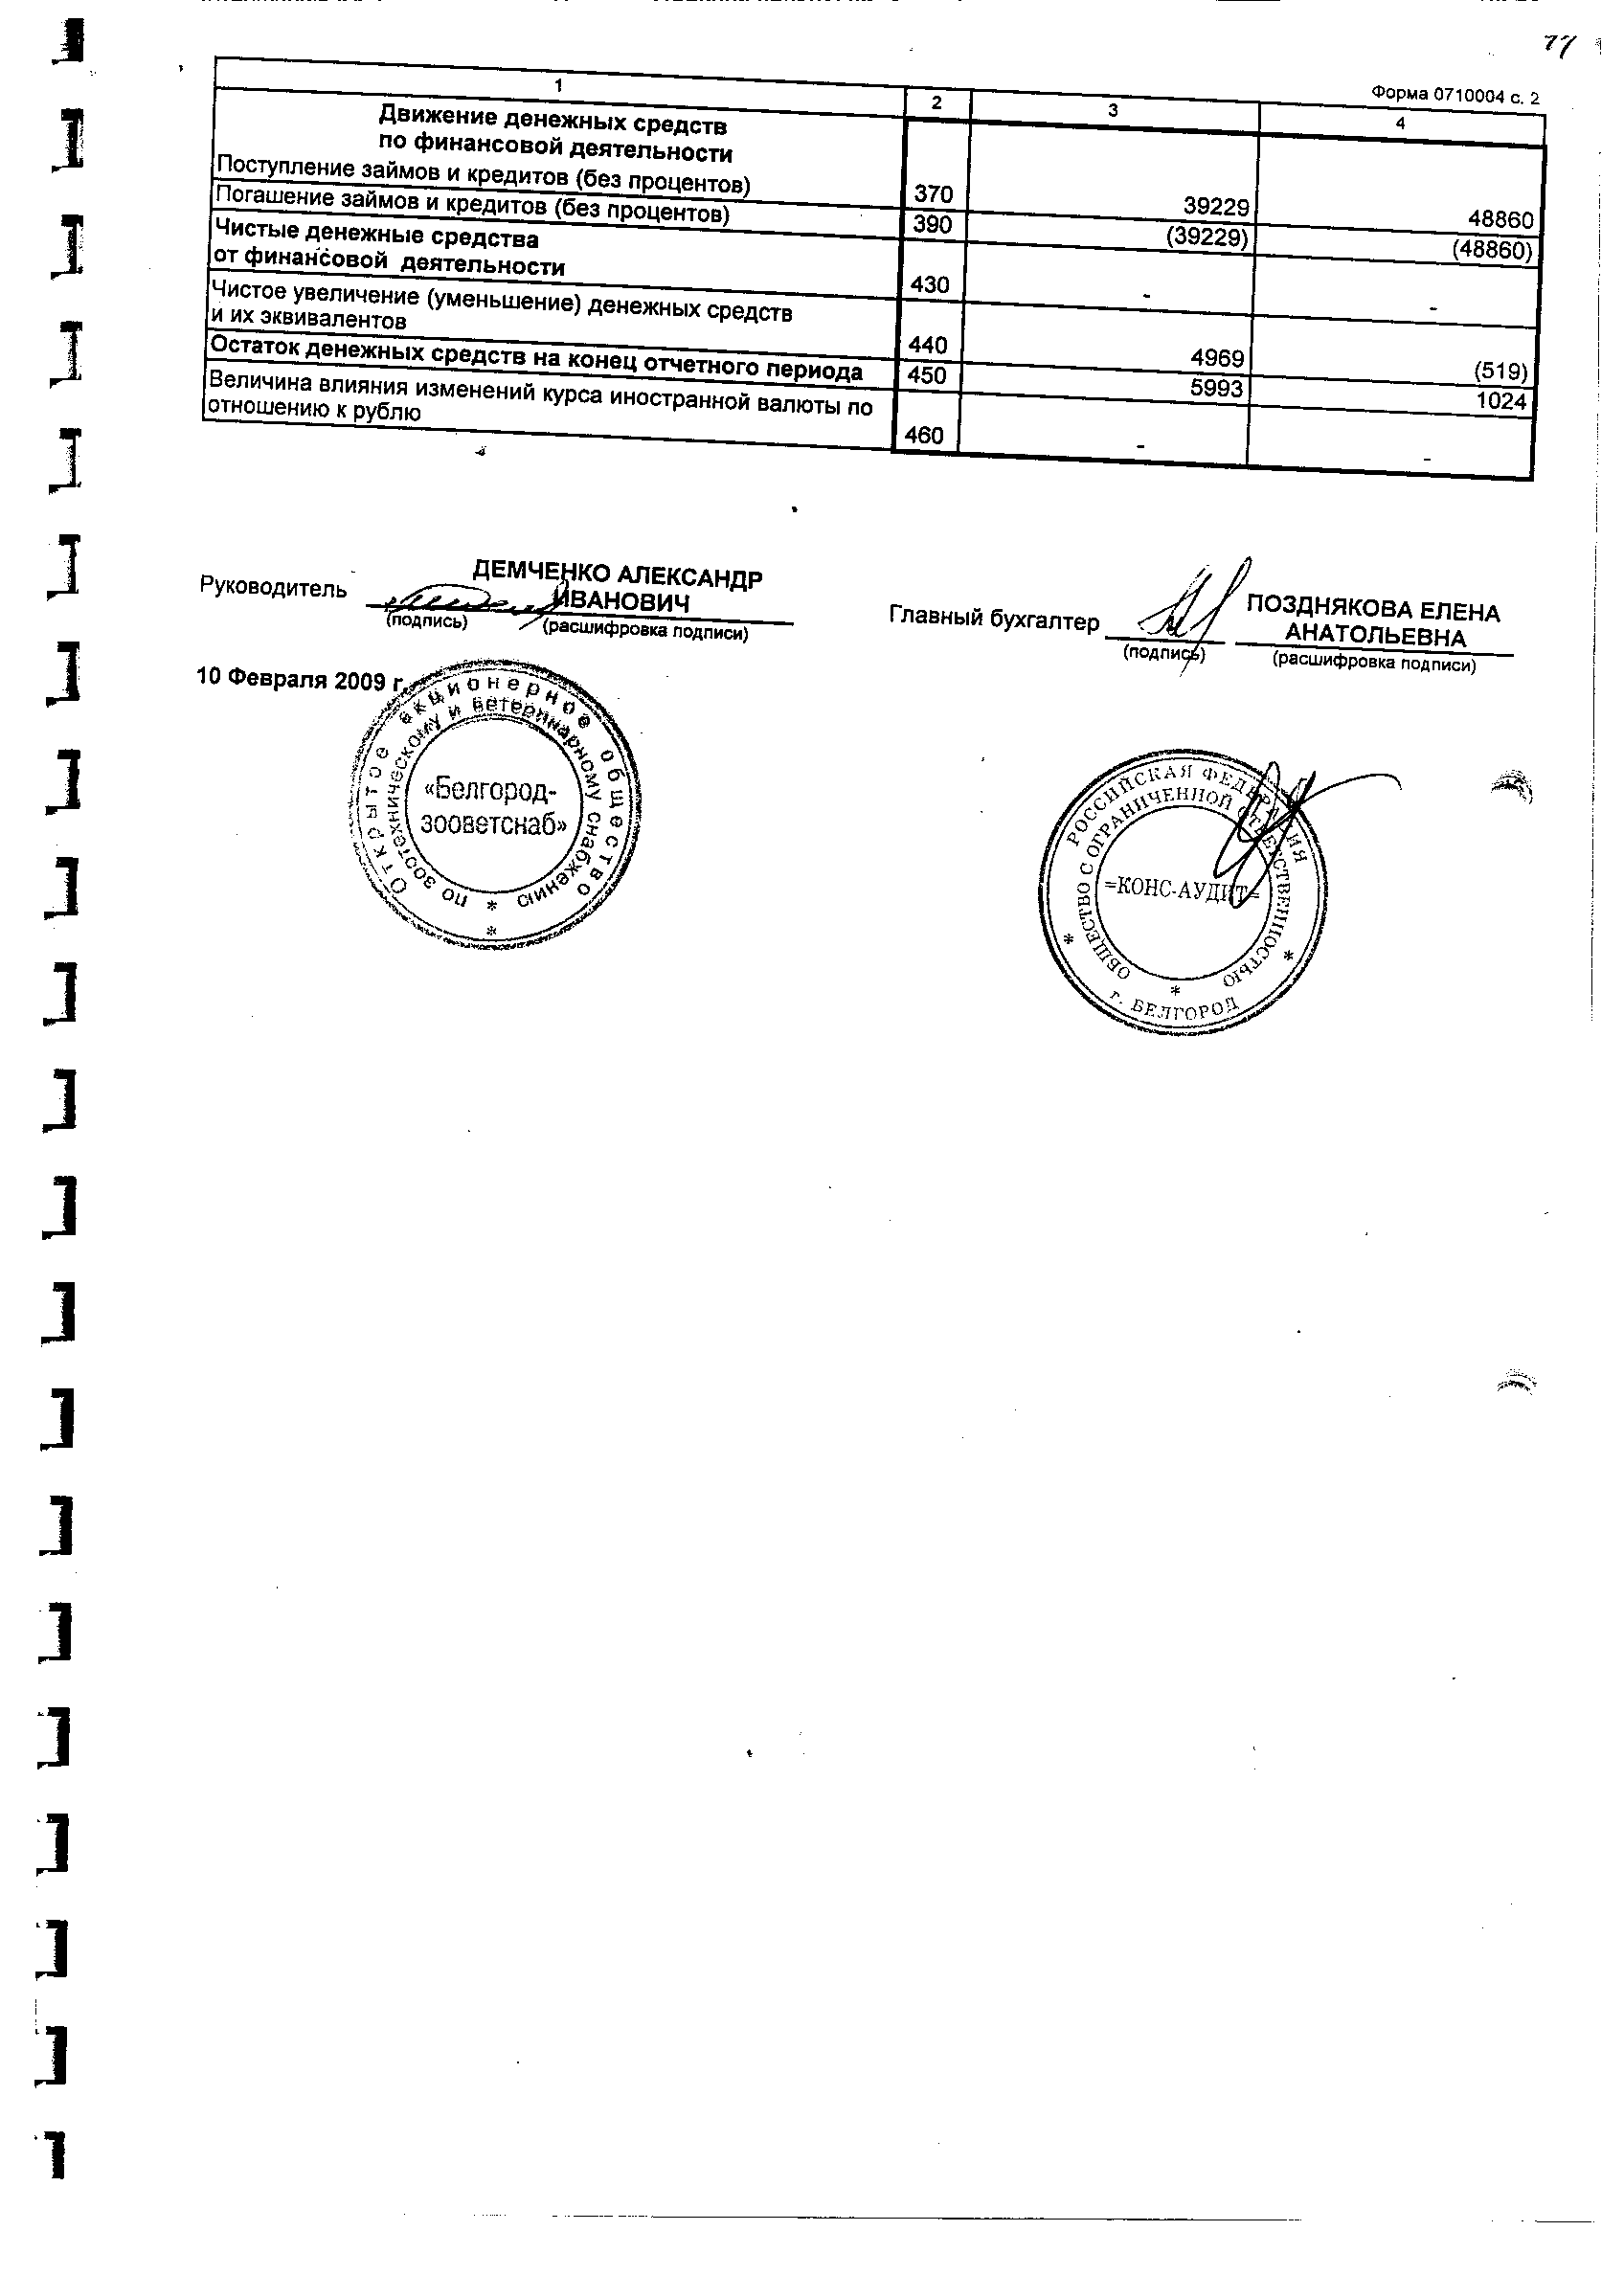 Форма 0710004 с. 2
1 2 3 4
Движение денежных средств
по финансовой деятельности
Поступление займов и кредитов (без процентов) 370 39229 48860
Погашение займов и кредитов (без процентов) 390 (39229) (48860)
Чистые денежные средства
от финансовой деятельности 430 - -
Чистое увеличение (уменьшение) денежных средств
и их эквивалентов 440 4969 (519)
Остаток денежных средств на конец отчетного периода 450 5993 1024
Величина влияния изменений курса иностранной валюты по
отношению к рублю 460 - -
Руководитель ДЕМЧЕНКО АЛЕКСАНДР
ИВАНОВИЧ
(подпись) (расшифровка подписи)
Главный бухгалтер ПОЗДНЯКОВА ЕЛЕНА
АНАТОЛЬЕВНА
(подпись) (расшифровка подписи)
10 Февраля 2009 г.
Открытое акционерное общество
по зоотехническому и ветеринарному снабжению
«Белгород-
зооветснаб»
РОССИЙСКАЯ ФЕДЕРАЦИЯ
ОБЩЕСТВО С ОГРАНИЧЕННОЙ ОТВЕТСТВЕННОСТЬЮ
=КОНС-АУДИТ=
г. БЕЛГОРОД